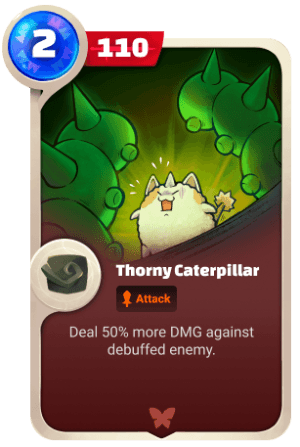 2
110
Thorny Caterpillar
Attack
Deal 50% more DMG against
debuffed enemy.